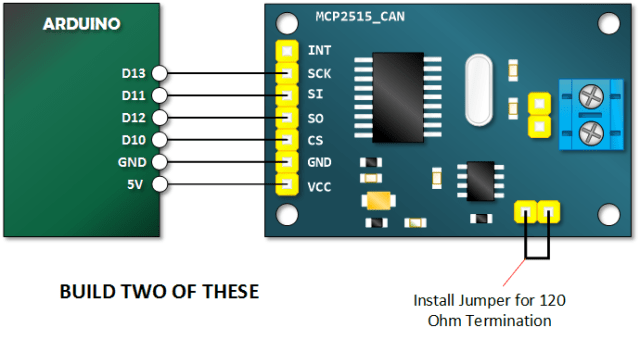 ARDUINO
MCP2515_CAN
INT
D13 SCK
D11 SI
D12 SO
D10 CS
GND GND
5V VCC
BUILD TWO OF THESE
Install Jumper for 120
Ohm Termination